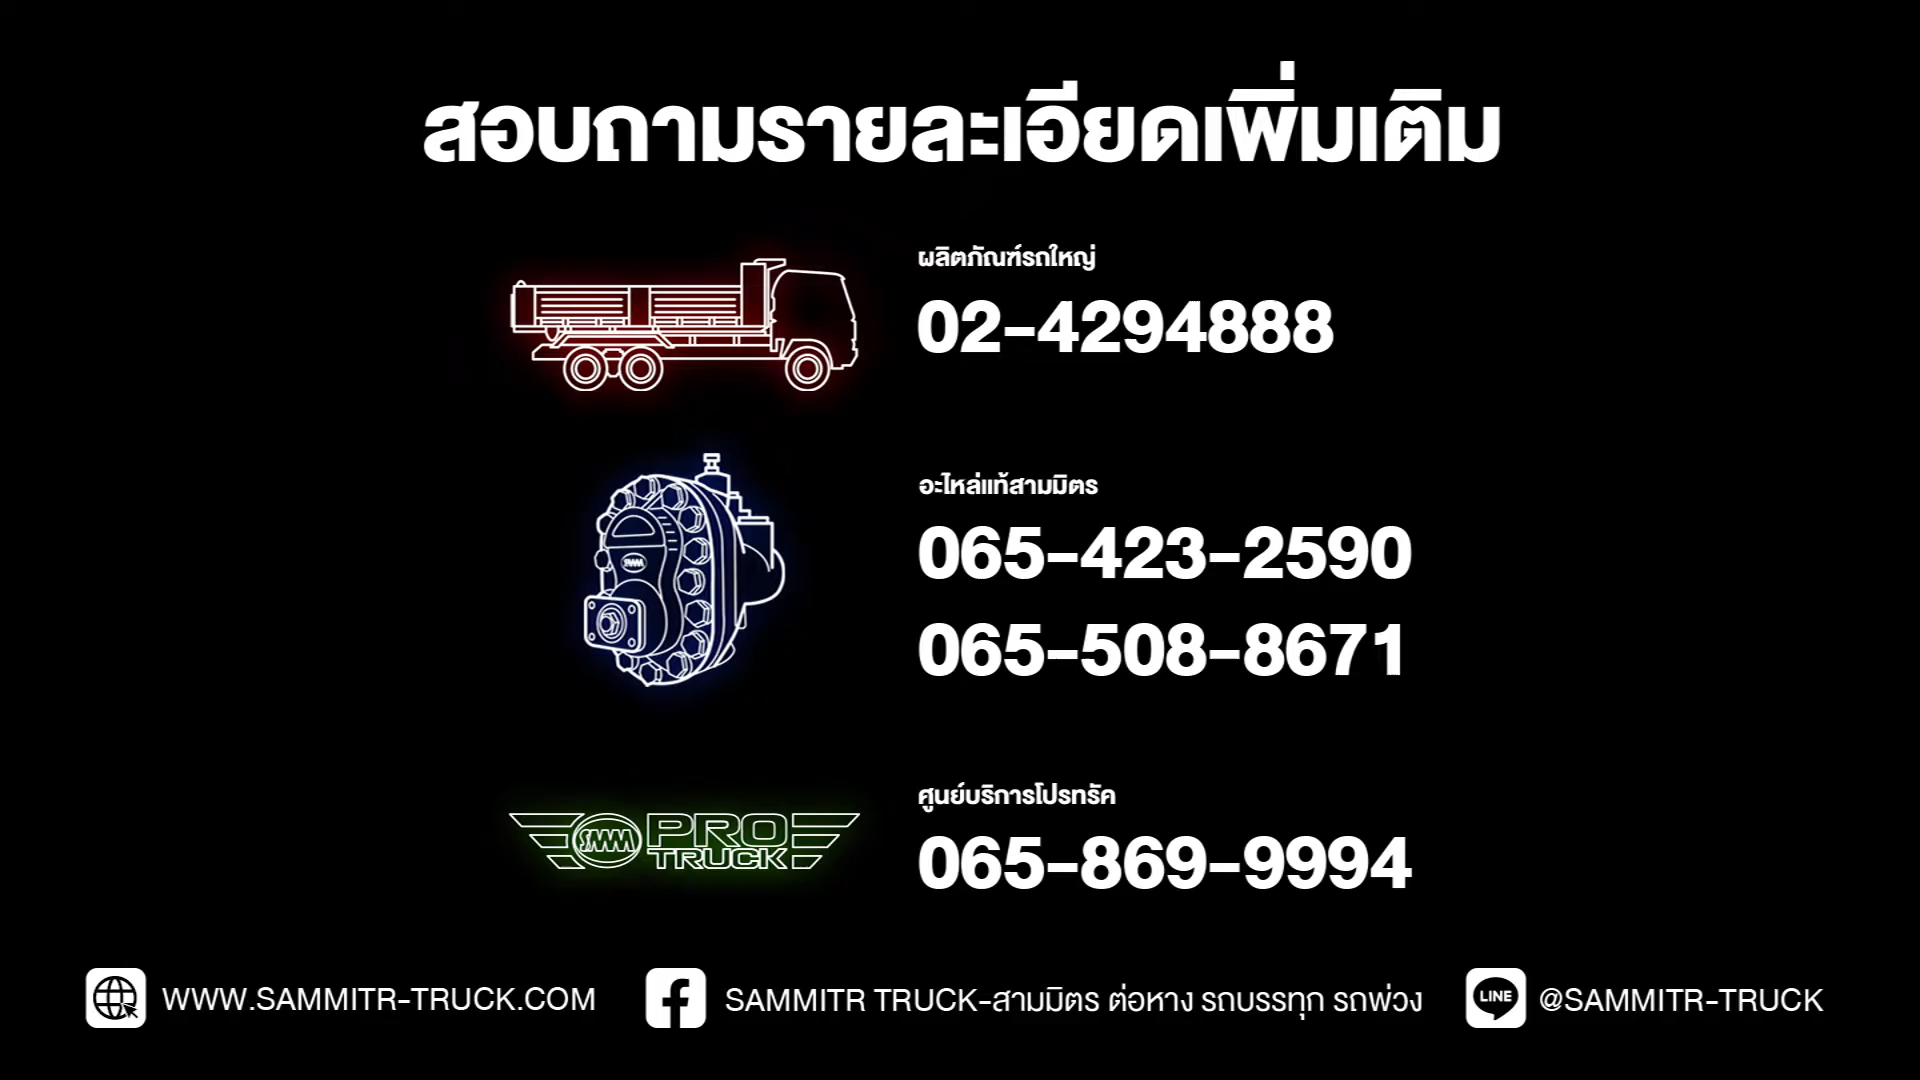 สอบถามรายละเอียดเพิ่มเติม
ผลิตภัณฑ์รถใหญ่
02-4294888
อะไหล่แท้สามมิตร
SMM
065-423-2590
065-508-8671
ศูนย์บริการโปรทรัค
SMM PRO TRUCK
065-869-9994
WWW.SAMMITR-TRUCK.COM
SAMMITR TRUCK-สามมิตร ต่อหาง รถบรรทุก รถพ่วง
LINE
@SAMMITR-TRUCK